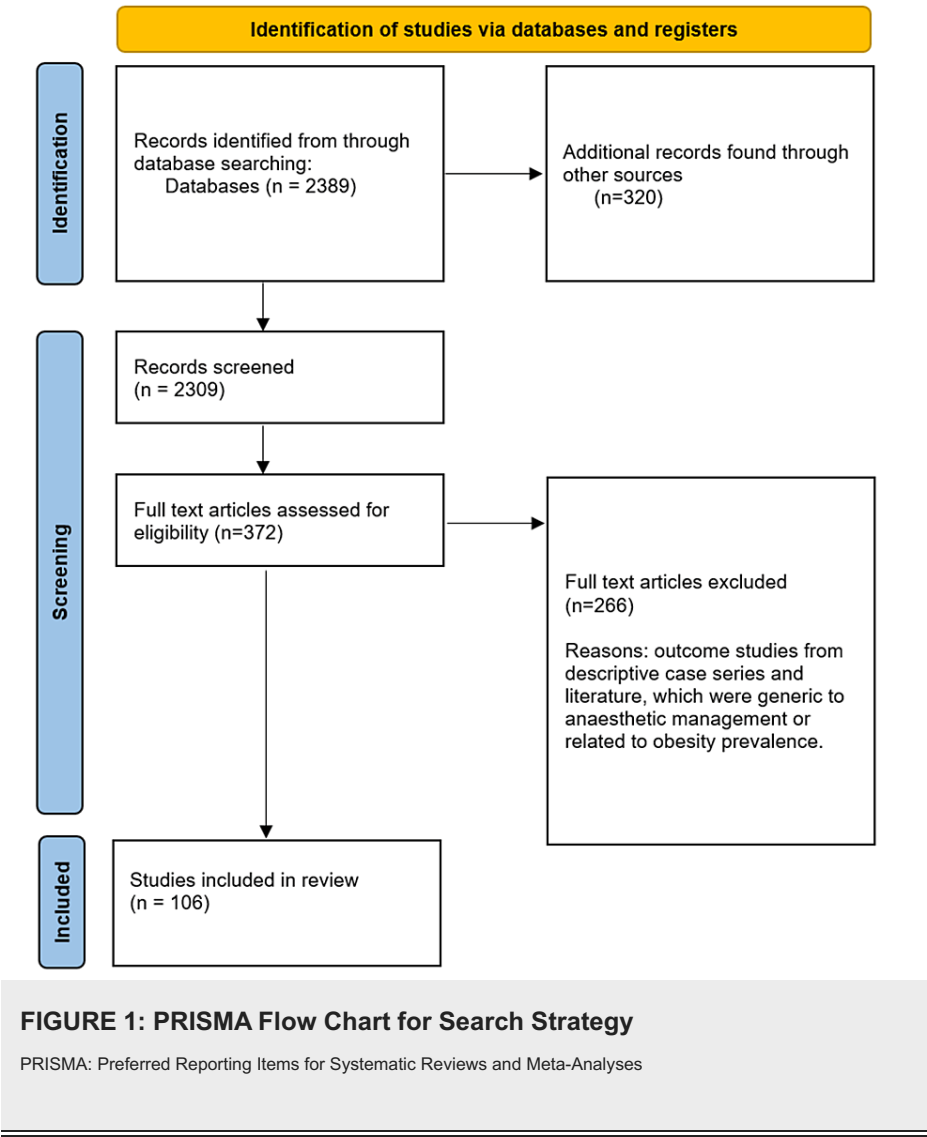 Identification of studies via databases and registers
Identification
Records identified from through
database searching:
Databases (n = 2389)
Additional records found through
other sources
(n=320)
Screening
Records screened
(n = 2309)
Full text articles assessed for
eligibility (n=372)
Full text articles excluded
(n=266)
Reasons: outcome studies from
descriptive case series and
literature, which were generic to
anaesthetic management or
related to obesity prevalence.
Included
Studies included in review
(n = 106)
FIGURE 1: PRISMA Flow Chart for Search Strategy
PRISMA: Preferred Reporting Items for Systematic Reviews and Meta-Analyses